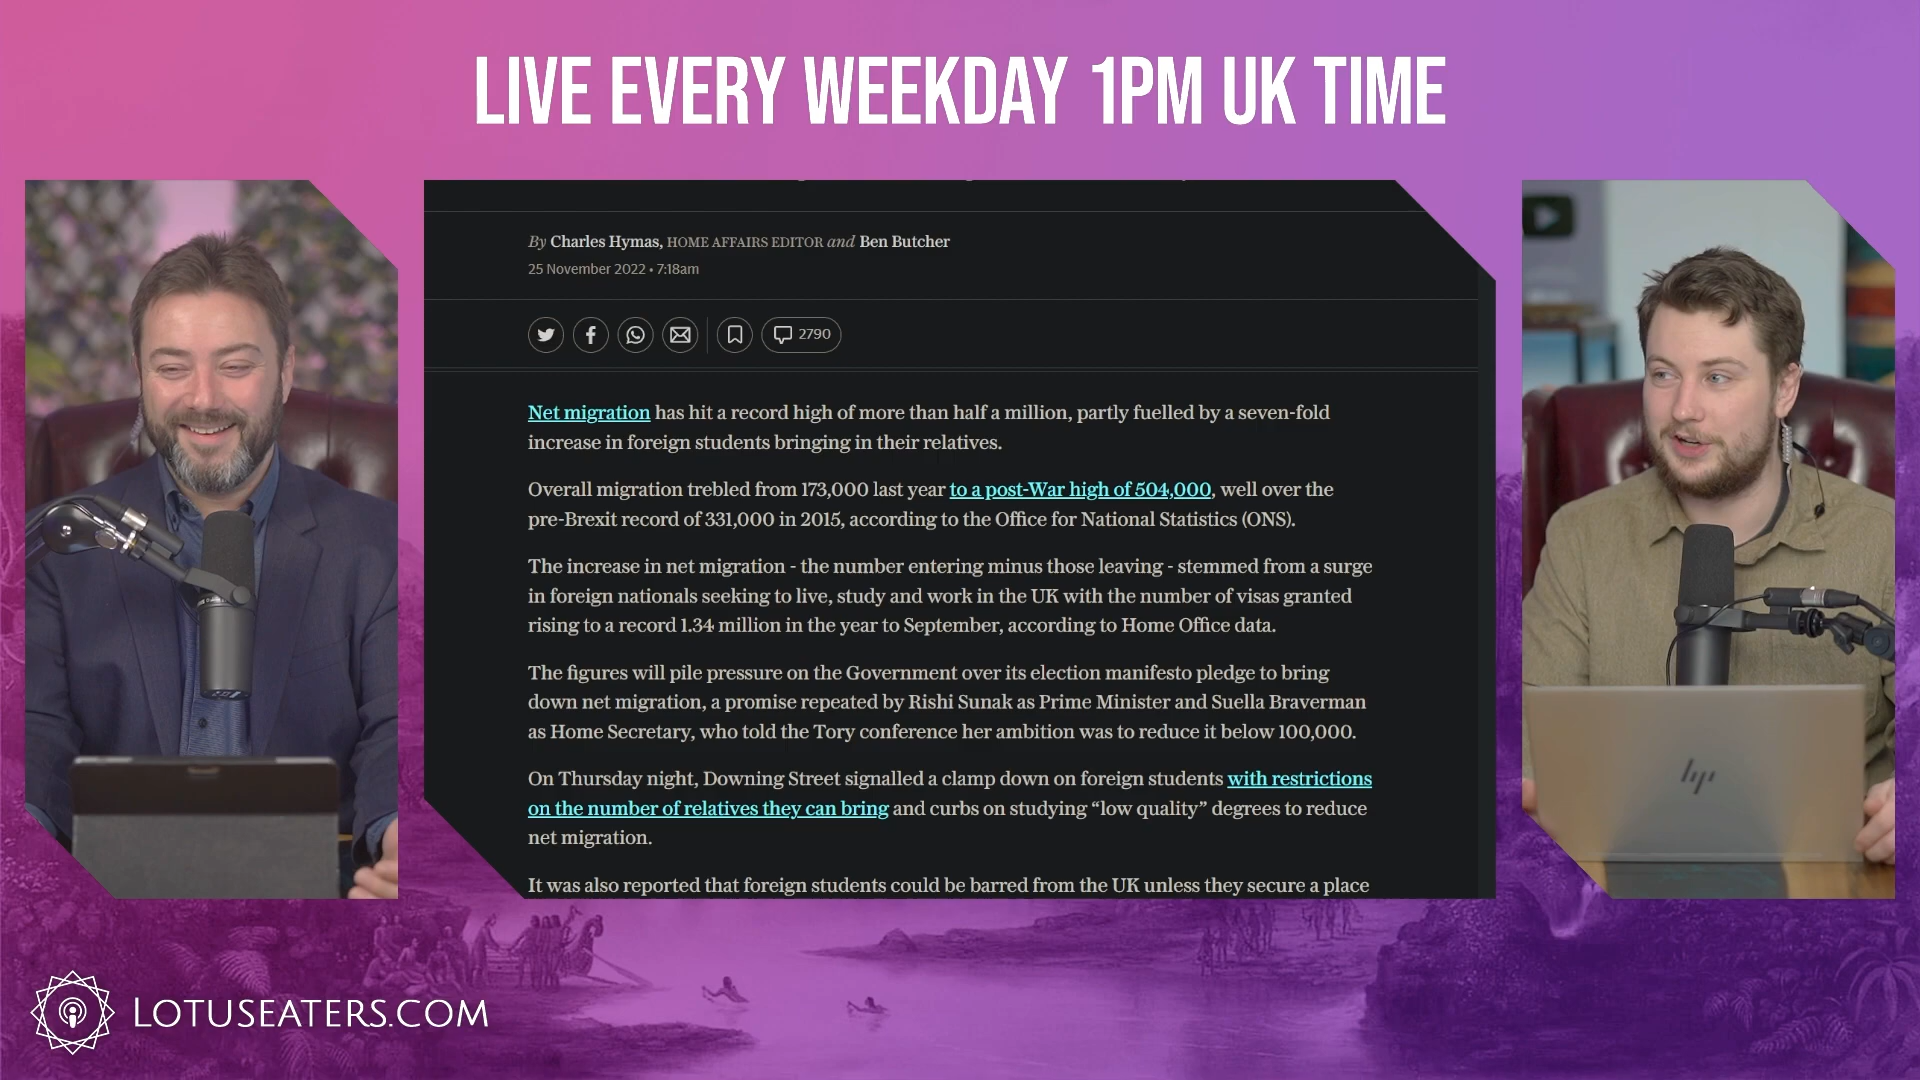 LIVE EVERY WEEKDAY 1PM UK TIME
By Charles Hymas, HOME AFFAIRS EDITOR and Ben Butcher
25 November 2022 • 7:18am
2790
Net migration has hit a record high of more than half a million, partly fuelled by a seven-fold
increase in foreign students bringing in their relatives.
Overall migration trebled from 173,000 last year to a post-War high of 504,000, well over the
pre-Brexit record of 331,000 in 2015, according to the Office for National Statistics (ONS).
The increase in net migration - the number entering minus those leaving - stemmed from a surge
in foreign nationals seeking to live, study and work in the UK with the number of visas granted
rising to a record 1.34 million in the year to September, according to Home Office data.
The figures will pile pressure on the Government over its election manifesto pledge to bring
down net migration, a promise repeated by Rishi Sunak as Prime Minister and Suella Braverman
as Home Secretary, who told the Tory conference her ambition was to reduce it below 100,000.
On Thursday night, Downing Street signalled a clamp down on foreign students with restrictions
on the number of relatives they can bring and curbs on studying “low quality” degrees to reduce
net migration.
It was also reported that foreign students could be barred from the UK unless they secure a place
hp
LOTUSEATERS.COM